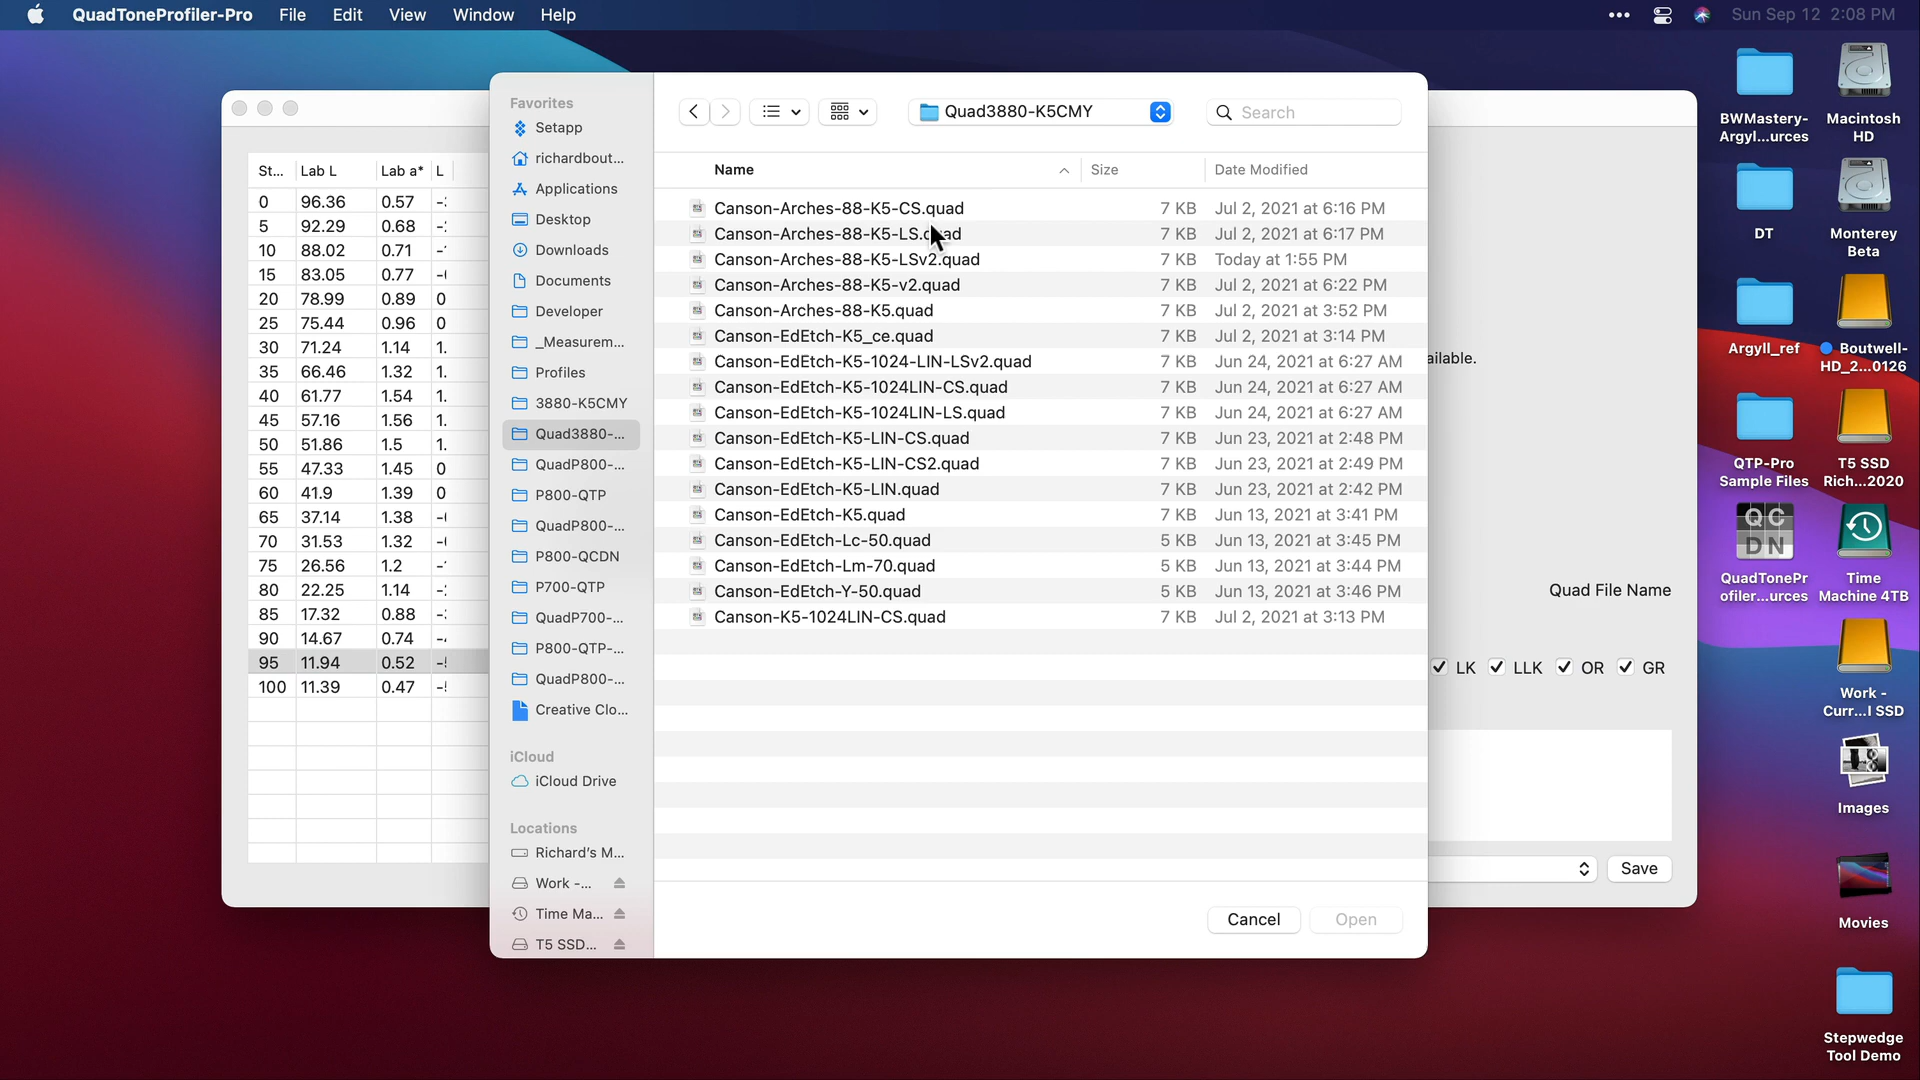 QuadToneProfiler-Pro File Edit View Window Help
Sun Sep 12 2:08 PM
St... Lab L Lab a* L
0 96.36 0.57
5 92.29 0.68
10 88.02 0.71
15 83.05 0.77
20 78.99 0.89 0
25 75.44 0.96 0
30 71.24 1.14 1.
35 66.46 1.32 1.
40 61.77 1.54 1.
45 57.16 1.56 1.
50 51.86 1.5 1.
55 47.33 1.45 0
60 41.9 1.39 0
65 37.14 1.38
70 31.53 1.32
75 26.56 1.2
80 22.25 1.14
85 17.32 0.88
90 14.67 0.74
95 11.94 0.52
100 11.39 0.47
Favorites
Setapp
richardbout...
Applications
Desktop
Downloads
Documents
Developer
_Measurem...
Profiles
3880-K5CMY
Quad3880-...
QuadP800-...
P800-QTP
QuadP800-...
P800-QCDN
P700-QTP
QuadP700-...
P800-QTP-...
QuadP800-...
Creative Clo...
iCloud
iCloud Drive
Locations
Richard's M...
Work -...
Time Ma...
T5 SSD...
Quad3880-K5CMY
Search
Name Size Date Modified
Canson-Arches-88-K5-CS.quad 7 KB Jul 2, 2021 at 6:16 PM
Canson-Arches-88-K5-LS.quad 7 KB Jul 2, 2021 at 6:17 PM
Canson-Arches-88-K5-LSv2.quad 7 KB Today at 1:55 PM
Canson-Arches-88-K5-v2.quad 7 KB Jul 2, 2021 at 6:22 PM
Canson-Arches-88-K5.quad 7 KB Jul 2, 2021 at 3:52 PM
Canson-EdEtch-K5_ce.quad 7 KB Jul 2, 2021 at 3:14 PM
Canson-EdEtch-K5-1024-LIN-LSv2.quad 7 KB Jun 24, 2021 at 6:27 AM
Canson-EdEtch-K5-1024LIN-CS.quad 7 KB Jun 24, 2021 at 6:27 AM
Canson-EdEtch-K5-1024LIN-LS.quad 7 KB Jun 24, 2021 at 6:27 AM
Canson-EdEtch-K5-LIN-CS.quad 7 KB Jun 23, 2021 at 2:48 PM
Canson-EdEtch-K5-LIN-CS2.quad 7 KB Jun 23, 2021 at 2:49 PM
Canson-EdEtch-K5-LIN.quad 7 KB Jun 23, 2021 at 2:42 PM
Canson-EdEtch-K5.quad 7 KB Jun 13, 2021 at 3:41 PM
Canson-EdEtch-Lc-50.quad 5 KB Jun 13, 2021 at 3:45 PM
Canson-EdEtch-Lm-70.quad 5 KB Jun 13, 2021 at 3:44 PM
Canson-EdEtch-Y-50.quad 5 KB Jun 13, 2021 at 3:46 PM
Canson-K5-1024LIN-CS.quad 7 KB Jul 2, 2021 at 3:13 PM
Cancel Open
ailable.
Quad File Name
LK LLK OR GR
Save
BWMastery-
Argyl...urces
Macintosh
HD
DT
Monterey
Beta
Argyll_ref
Boutwell-
HD_2...0126
QTP-Pro
Sample Files
T5 SSD
Rich...2020
QC
DN
QuadTonePr
ofiler...urces
Time
Machine 4TB
Work -
Curr...l SSD
Images
Movies
Stepwedge
Tool Demo